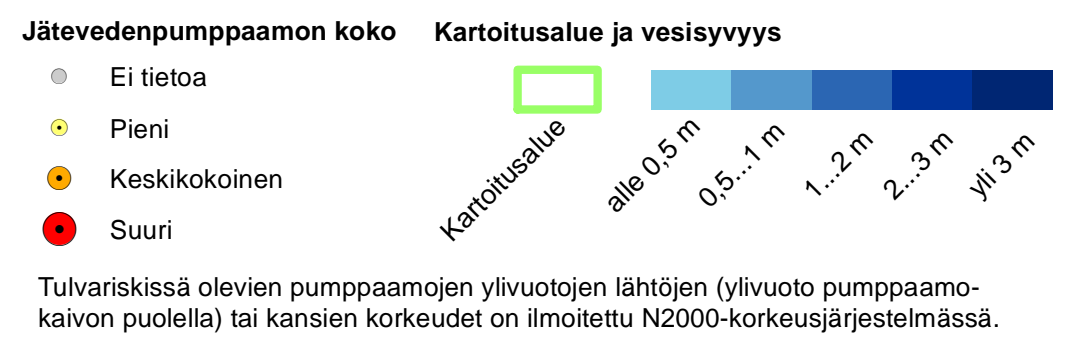 Jätevedenpumppaamon koko
Ei tietoa
Pieni
Keskikokoinen
Suuri
Kartoitusalue ja vesisyvyys
Kartoitusalue
alle 0,5 m
0,5...1 m
1...2 m
2...3 m
yli 3 m
Tulvariskissä olevien pumppaamojen ylivuotojen lähtöjen (ylivuoto pumppaamo-
kaivon puolella) tai kansien korkeudet on ilmoitettu N2000-korkeusjärjestelmässä.